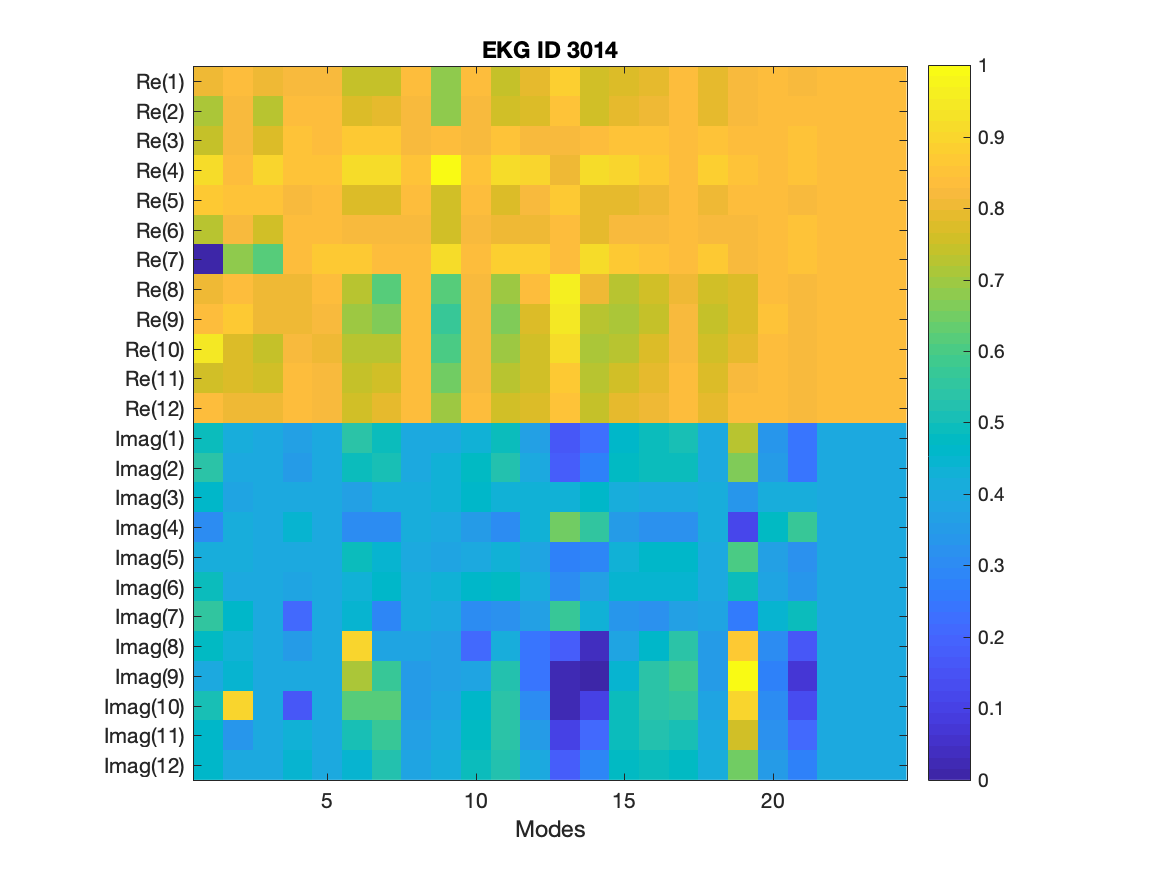 EKG ID 3014
Re(1)
Re(2)
Re(3)
Re(4)
Re(5)
Re(6)
Re(7)
Re(8)
Re(9)
Re(10)
Re(11)
Re(12)
Imag(1)
Imag(2)
Imag(3)
Imag(4)
Imag(5)
Imag(6)
Imag(7)
Imag(8)
Imag(9)
Imag(10)
Imag(11)
Imag(12)
5 10 15 20
Modes
1
0.9
0.8
0.7
0.6
0.5
0.4
0.3
0.2
0.1
0